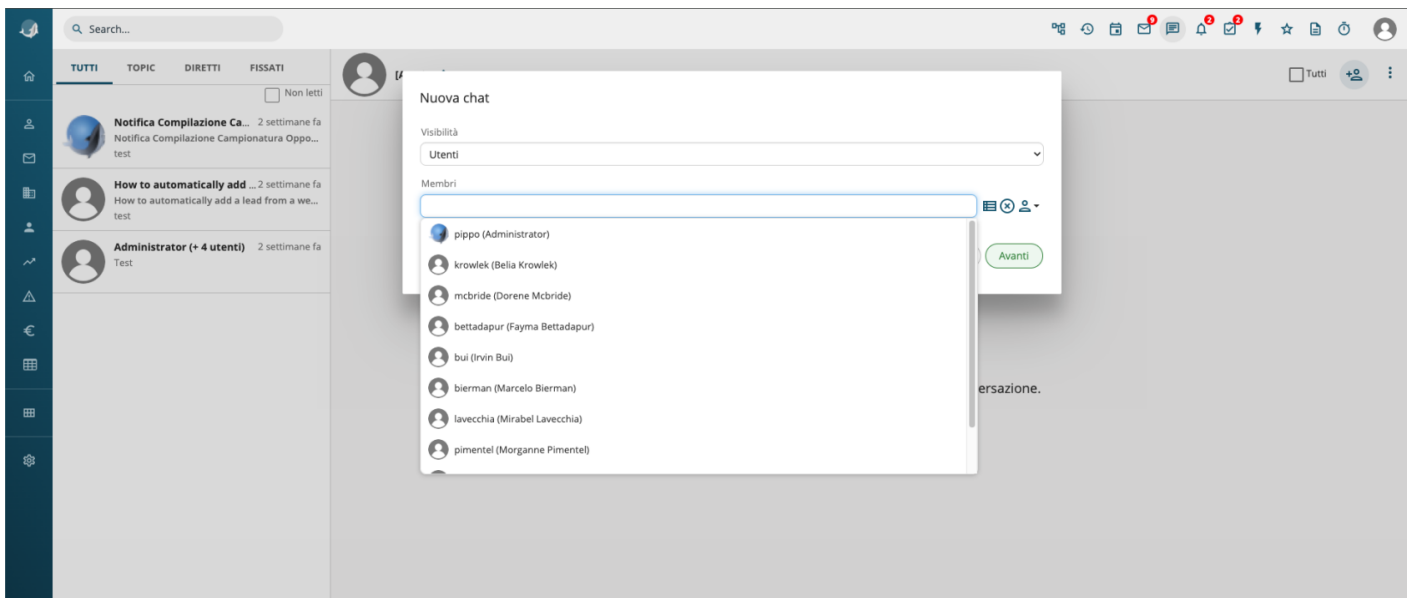 Search...
9
2
2
TUTTI TOPIC DIRETTI FISSATI
Non letti
Tutti
Notifica Compilazione Ca... 2 settimane fa
Notifica Compilazione Campionatura Oppo...
test
How to automatically add ... 2 settimane fa
How to automatically add a lead from a we...
test
Administrator (+ 4 utenti) 2 settimane fa
Test
Nuova chat
Visibilità
Utenti
Membri
pippo (Administrator)
krowlek (Belia Krowlek)
mcbride (Dorene Mcbride)
bettadapur (Fayma Bettadapur)
bui (Irvin Bui)
bierman (Marcelo Bierman)
lavecchia (Mirabel Lavecchia)
pimentel (Morganne Pimentel)
Avanti
ersazione.